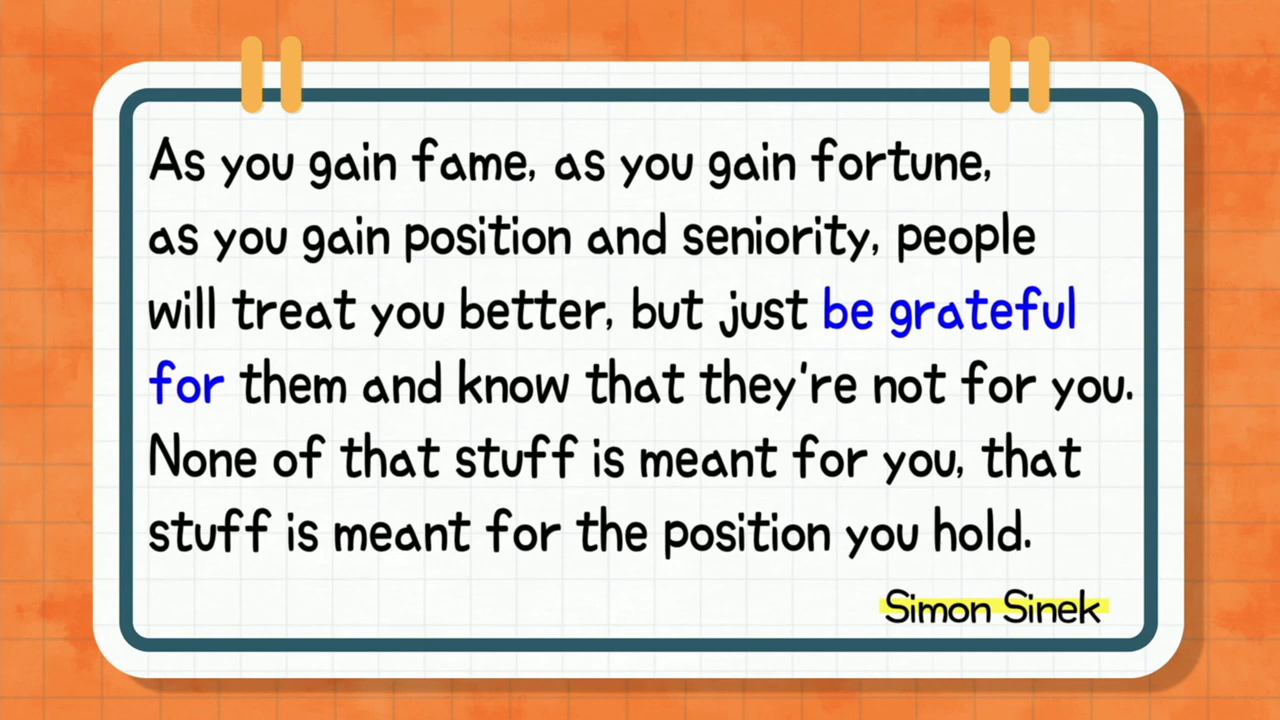 As you gain fame, as you gain fortune,
as you gain position and seniority, people
will treat you better, but just be grateful
for them and know that they're not for you.
None of that stuff is meant for you, that
stuff is meant for the position you hold.
Simon Sinek